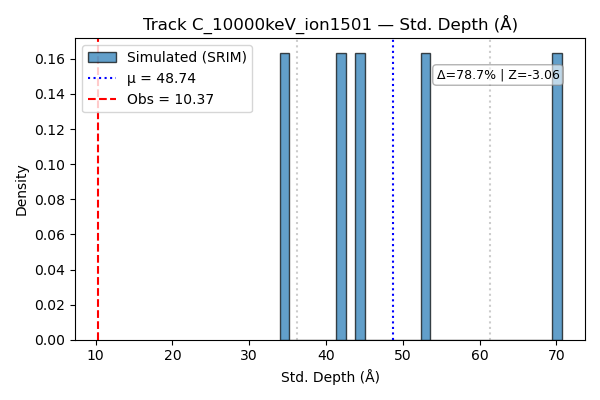 Track C_10000keV_ion1501 — Std. Depth (Å)
Simulated (SRIM)
μ = 48.74
Obs = 10.37
Δ=78.7% | Z=-3.06
Density
0.16
0.14
0.12
0.10
0.08
0.06
0.04
0.02
0.00
10 20 30 40 50 60 70
Std. Depth (Å)